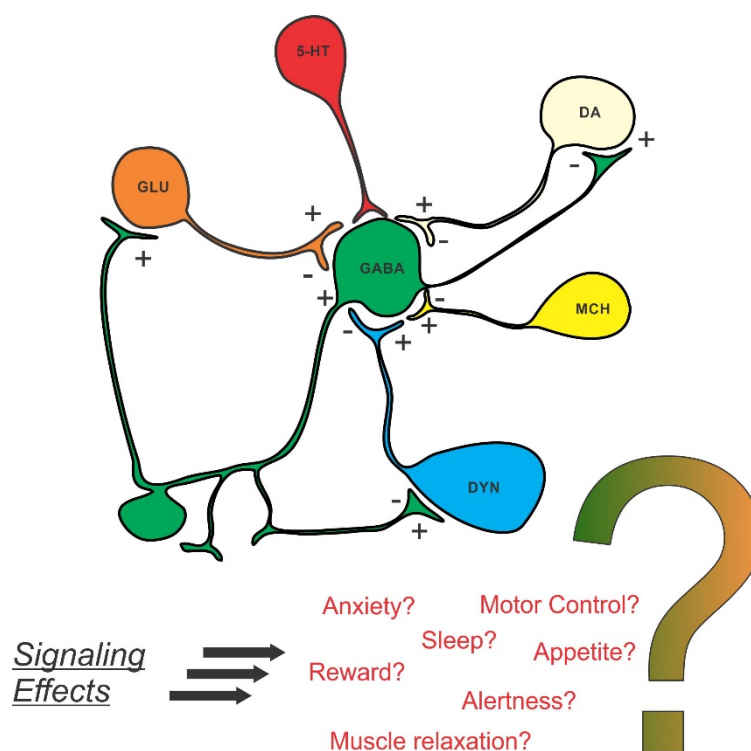 5-HT
DA
+
-
GLU
+
+
-
+
-
GABA
-
+
-
+
MCH
-
+
DYN
-
+
Anxiety?
Motor Control?
Sleep?
Appetite?
Signaling
Effects
Reward?
Alertness?
Muscle relaxation?
?